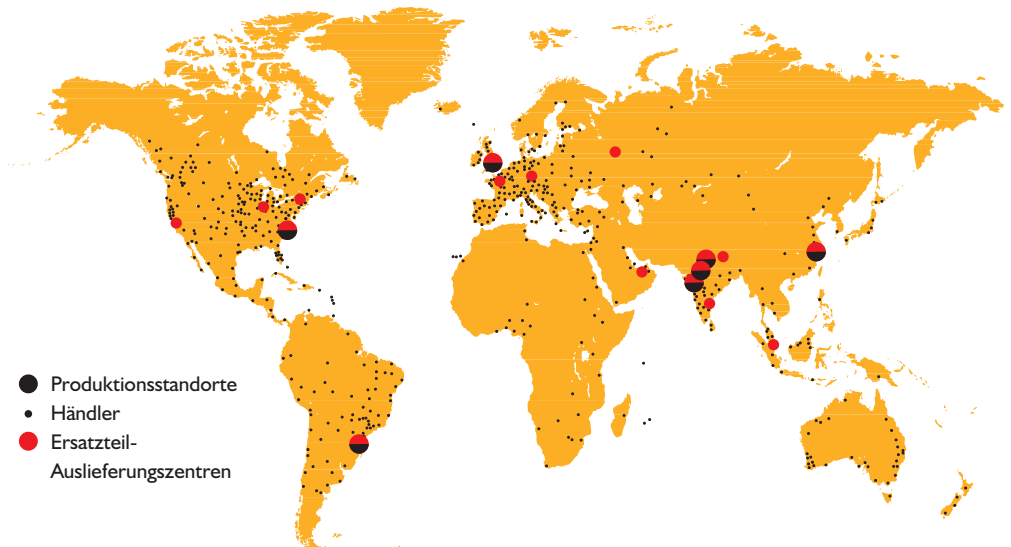 Produktionsstandorte
Händler
Ersatzteil-
Auslieferungszentren